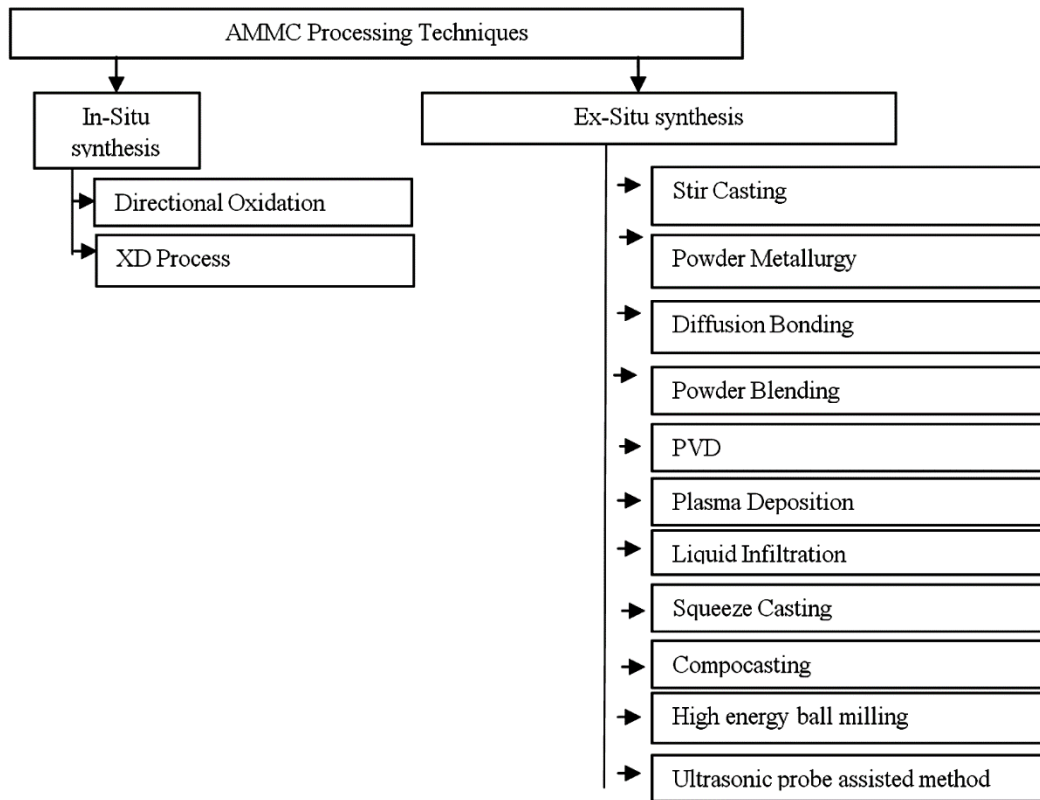 AMMC Processing Techniques
In-Situ
synthesis
Directional Oxidation
XD Process
Ex-Situ synthesis
Stir Casting
Powder Metallurgy
Diffusion Bonding
Powder Blending
PVD
Plasma Deposition
Liquid Infiltration
Squeeze Casting
Compocasting
High energy ball milling
Ultrasonic probe assisted method